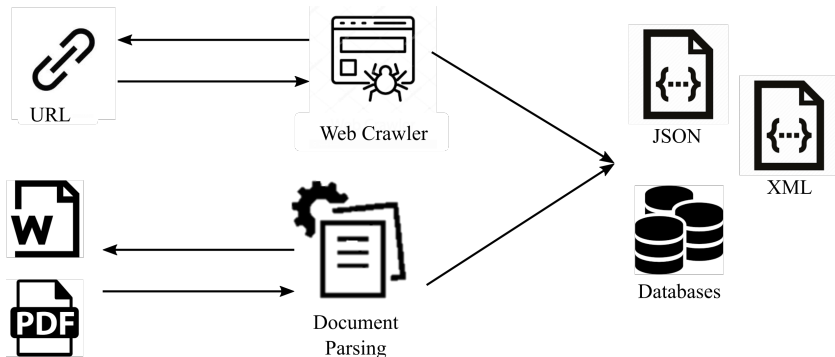 URL
Web Crawler
{...}
JSON
{...}
XML
W
PDF
Document
Parsing
Databases